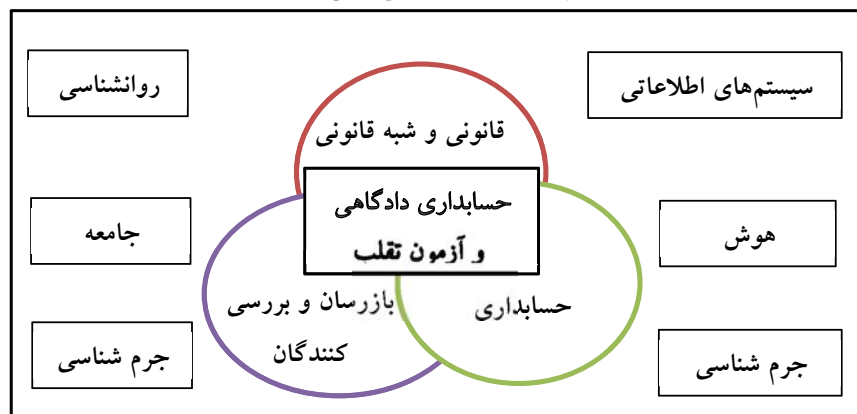 سیستم‌های اطلاعاتی
روانشناسی
قانونی و شبه قانونی
حسابداری دادگاهی
و آزمون تقلب
هوش
جامعه
بازرسان و بررسی
کنندگان
حسابداری
جرم شناسی
جرم شناسی